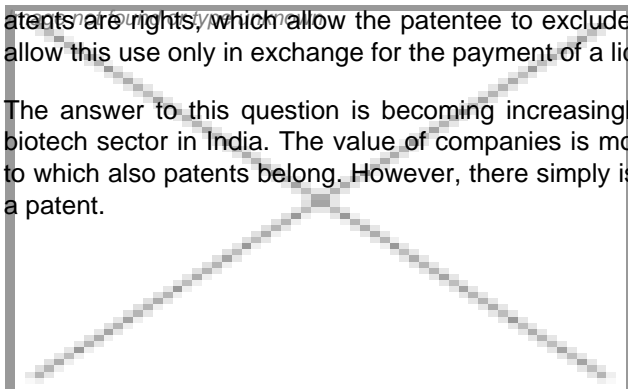 atents are rights, which allow the patentee to exclude
allow this use only in exchange for the payment of a lic
The answer to this question is becoming increasingl
biotech sector in India. The value of companies is mo
to which also patents belong. However, there simply is
a patent.